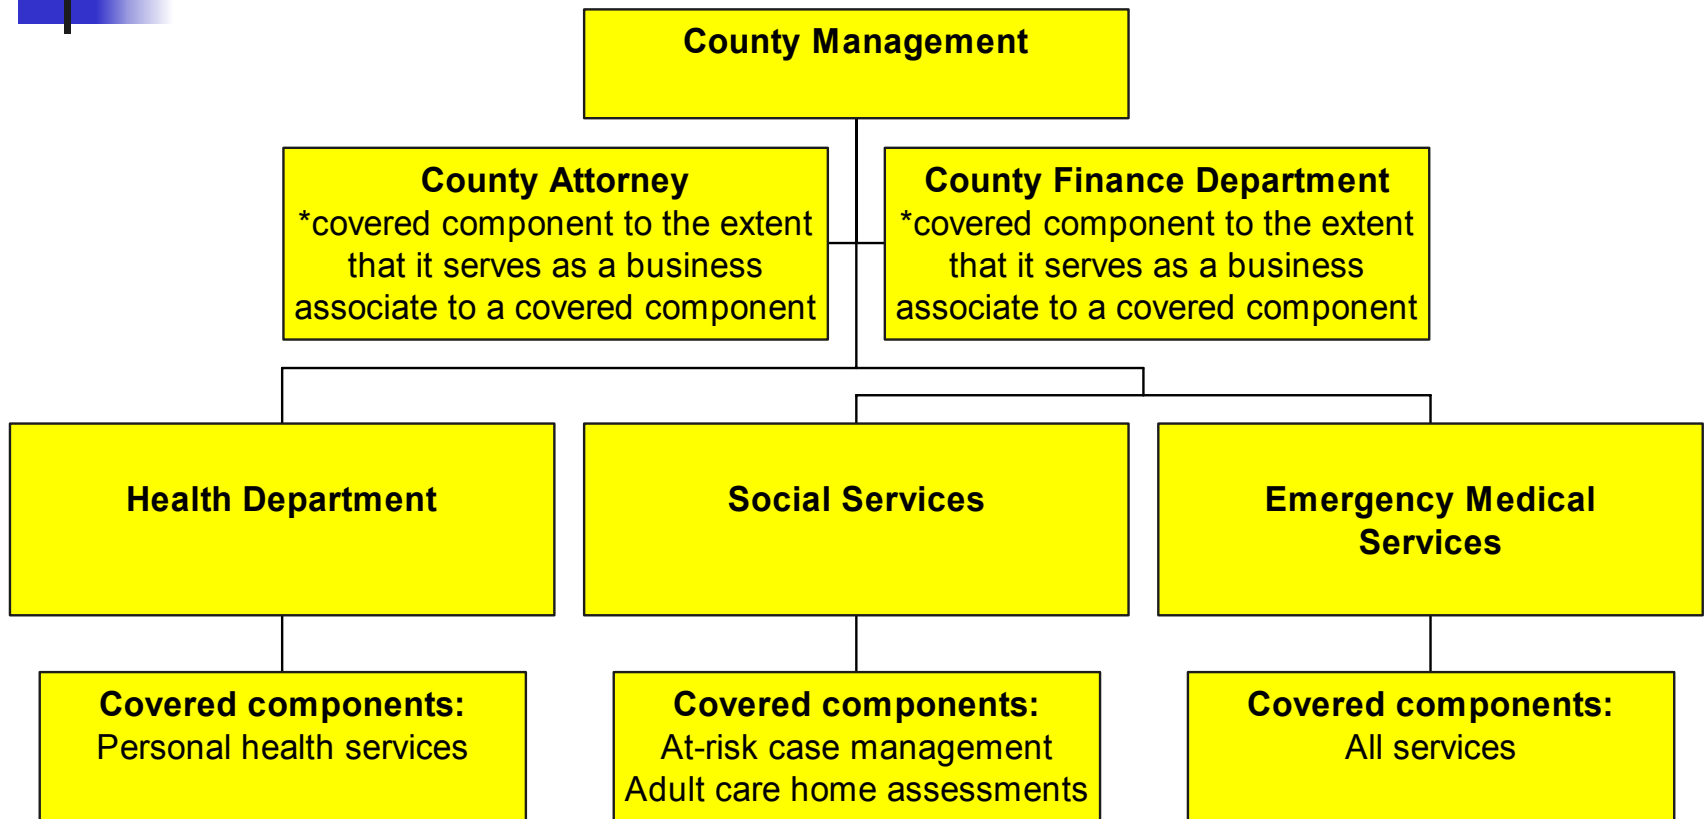 County Management
County Attorney
*covered component to the extent
that it serves as a business
associate to a covered component
County Finance Department
*covered component to the extent
that it serves as a business
associate to a covered component
Health Department
Social Services
Emergency Medical
Services
Covered components:
Personal health services
Covered components:
At-risk case management
Adult care home assessments
Covered components:
All services